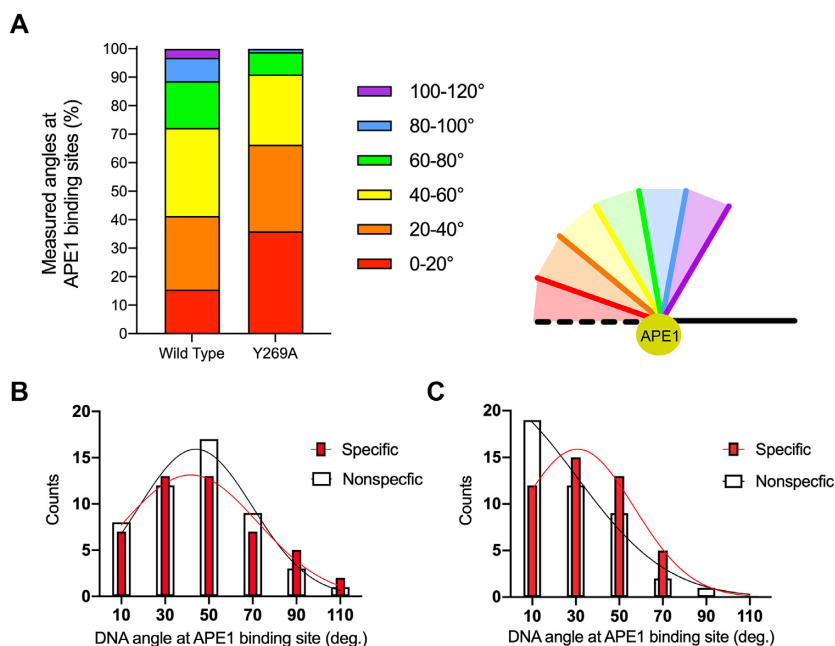 A
Measured angles at
APE1 binding sites (%)
100
90
80
70
60
50
40
30
20
10
0
Wild Type Y269A
100-120°
80-100°
60-80°
40-60°
20-40°
0-20°
APE1
B
Counts
20
15
10
5
0
10 30 50 70 90 110
DNA angle at APE1 binding site (deg.)
Specific
Nonspecfic
C
Counts
20
15
10
5
0
10 30 50 70 90 110
DNA angle at APE1 binding site (deg.)
Specific
Nonspecfic